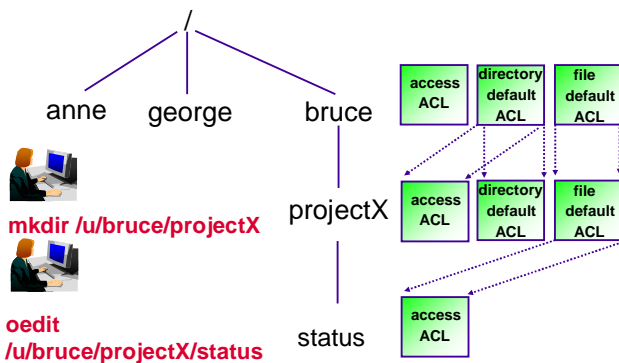 /
anne
george
bruce
access
ACL
directory
default
ACL
file
default
ACL
mkdir /u/bruce/projectX
projectX
access
ACL
directory
default
ACL
file
default
ACL
oedit
/u/bruce/projectX/status
status
access
ACL